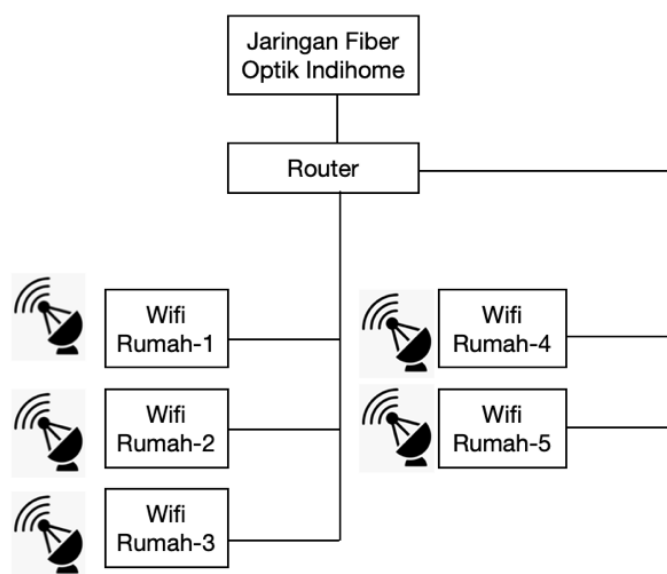 Jaringan Fiber
Optik Indihome
Router
Wifi
Rumah-1
Wifi
Rumah-2
Wifi
Rumah-3
Wifi
Rumah-4
Wifi
Rumah-5